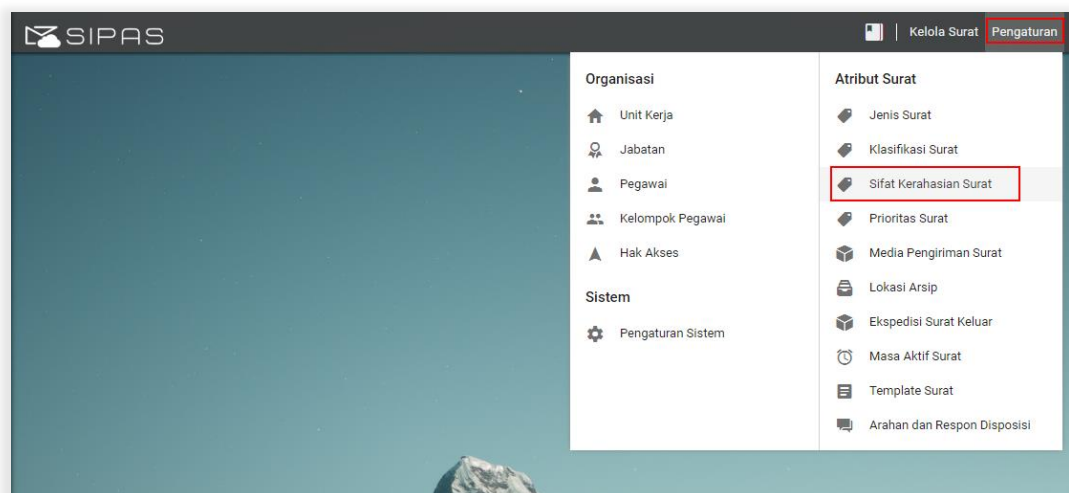 SIPAS
Kelola Surat
Pengaturan
Organisasi
Unit Kerja
Jabatan
Pegawai
Kelompok Pegawai
Hak Akses
Sistem
Pengaturan Sistem
Atribut Surat
Jenis Surat
Klasifikasi Surat
Sifat Kerahasian Surat
Prioritas Surat
Media Pengiriman Surat
Lokasi Arsip
Ekspedisi Surat Keluar
Masa Aktif Surat
Template Surat
Arahan dan Respon Disposisi